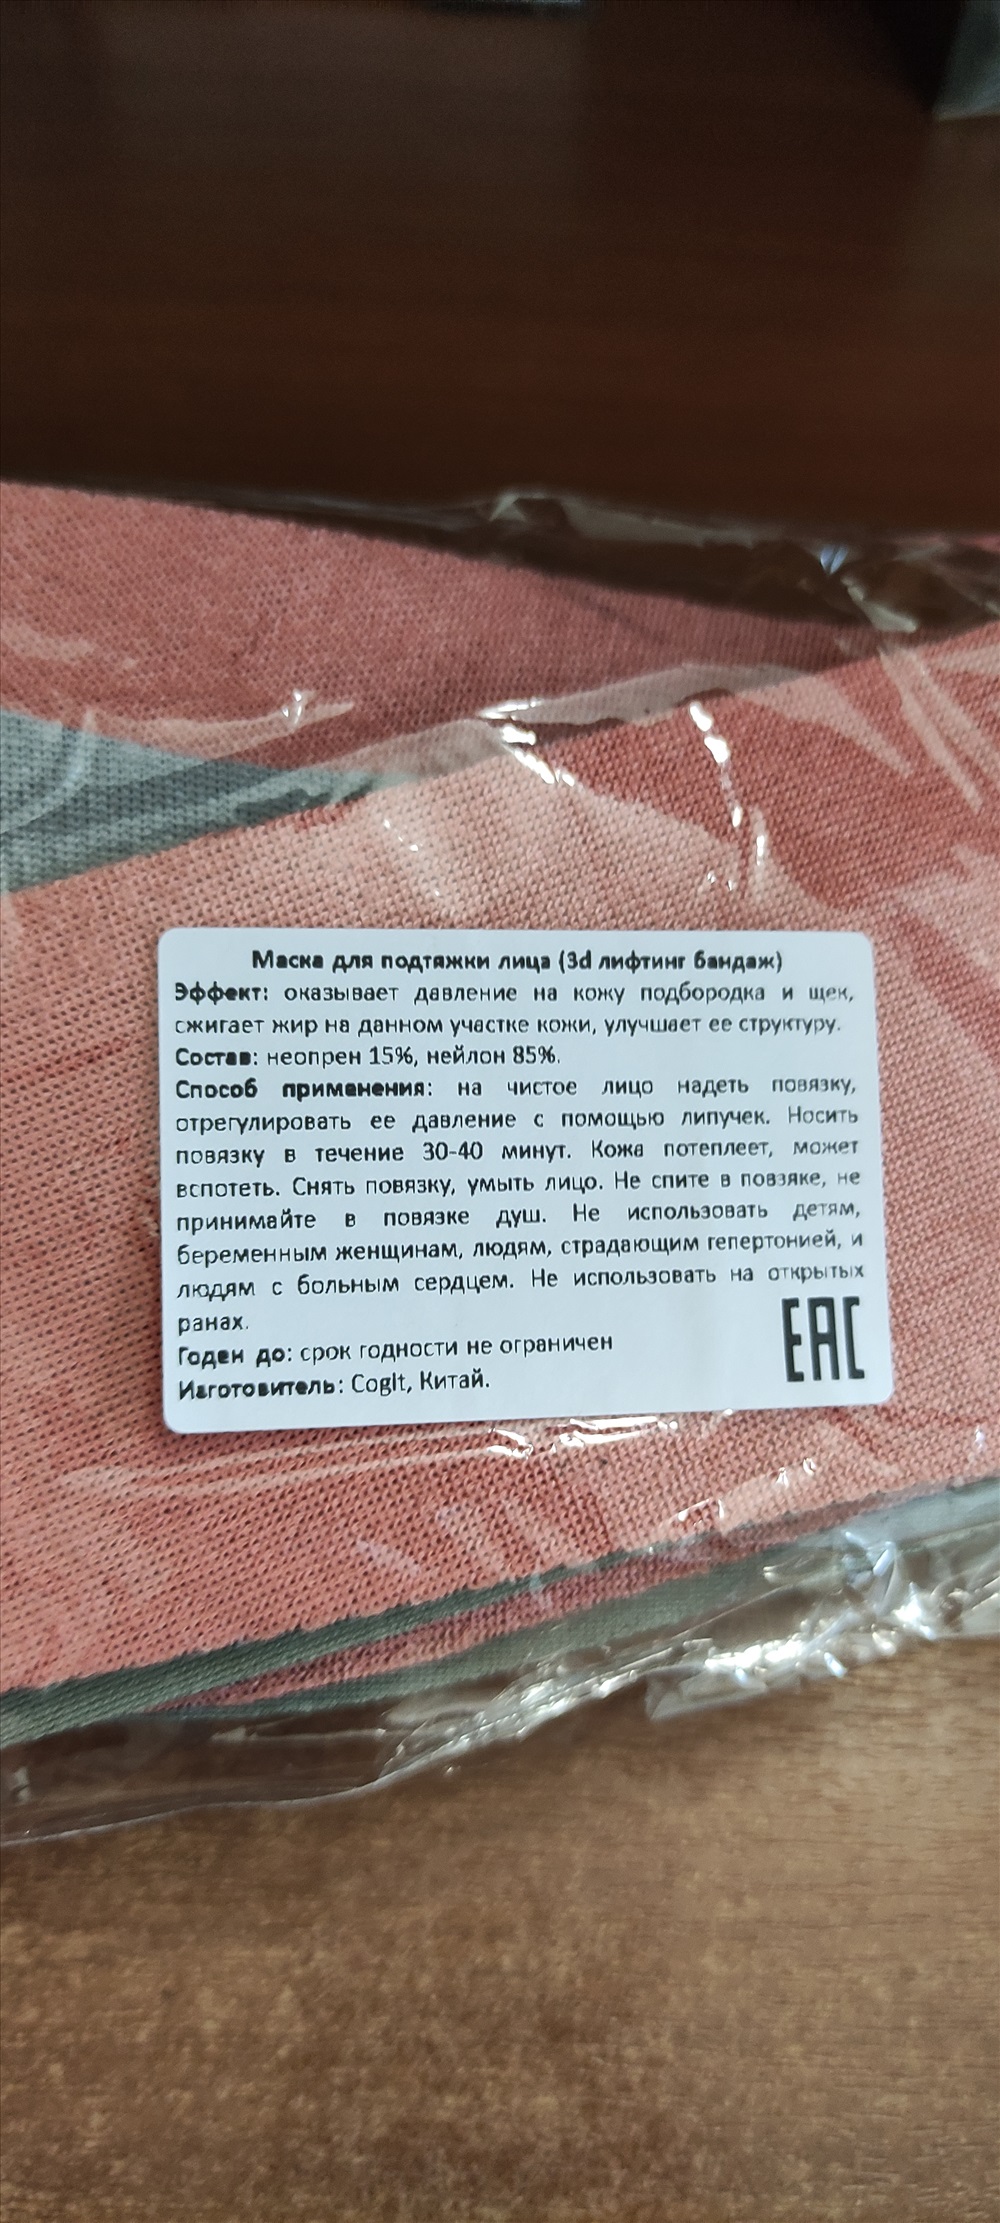 Маска для подтяжки лица (3d лифтинг бандаж)
Эффект: оказывает давление на кожу подбородка и щек,
сжигает жир на данном участке кожи, улучшает ее структуру.
Состав: неопрен 15%, нейлон 85%.
Способ применения: на чистое лицо надеть повязку,
отрегулировать ее давление с помощью липучек. Носить
повязку в течение 30-40 минут. Кожа потеплеет, может
вспотеть. Снять повязку, умыть лицо. Не спите в повзяке, не
принимайте в повязке душ. Не использовать детям,
беременным женщинам, людям, страдающим гепертонией, и
людям с больным сердцем. Не использовать на открытых
ранах.
Годен до: срок годности не ограничен
Изготовитель: CogIt, Китай.
EAC